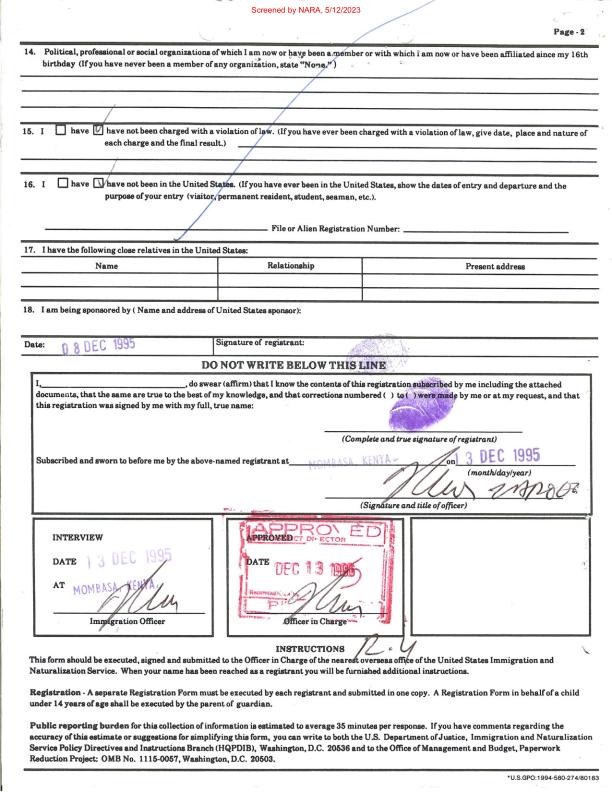 Screened by NARA, 5/12/2023
Page - 2
14. Political, professional or social organizations of which I am now or have been a member or with which I am now or have been affiliated since my 16th
birthday (If you have never been a member of any organization, state "None.")
15. I have have not been charged with a violation of law. (If you have ever been charged with a violation of law, give date, place and nature of
each charge and the final result.)
16. I have have not been in the United States. (If you have ever been in the United States, show the dates of entry and departure and the
purpose of your entry (visitor, permanent resident, student, seaman, etc.).
File or Alien Registration Number:
17. I have the following close relatives in the United States:
Name Relationship Present address
18. I am being sponsored by ( Name and address of United States sponsor):
Date: 08 DEC 1995 Signature of registrant:
DO NOT WRITE BELOW THIS LINE
I, , do swear (affirm) that I know the contents of this registration subscribed by me including the attached
documents, that the same are true to the best of my knowledge, and that corrections numbered ( ) to ( ) were made by me or at my request, and that
this registration was signed by me with my full, true name:
(Complete and true signature of registrant)
Subscribed and sworn to before me by the above-named registrant at MOMBASA, KENYA on 13 DEC 1995
(month/day/year)
(Signature and title of officer)
INTERVIEW
DATE 13 DEC 1995
AT MOMBASA, KENYA
Immigration Officer
APPROVED
APPROVED
DATE DEC 13 1995
Officer in Charge
INSTRUCTIONS
This form should be executed, signed and submitted to the Officer in Charge of the nearest overseas office of the United States Immigration and
Naturalization Service. When your name has been reached as a registrant you will be furnished additional instructions.
Registration - A separate Registration Form must be executed by each registrant and submitted in one copy. A Registration Form in behalf of a child
under 14 years of age shall be executed by the parent of guardian.
Public reporting burden for this collection of information is estimated to average 35 minutes per response. If you have comments regarding the
accuracy of this estimate or suggestions for simplifying this form, you can write to both the U.S. Department of Justice, Immigration and Naturalization
Service Policy Directives and Instructions Branch (HQPDIB), Washington, D.C. 20536 and to the Office of Management and Budget, Paperwork
Reduction Project: OMB No. 1115-0057, Washington, D.C. 20503.
*U.S.GPO:1994-560-274/80163